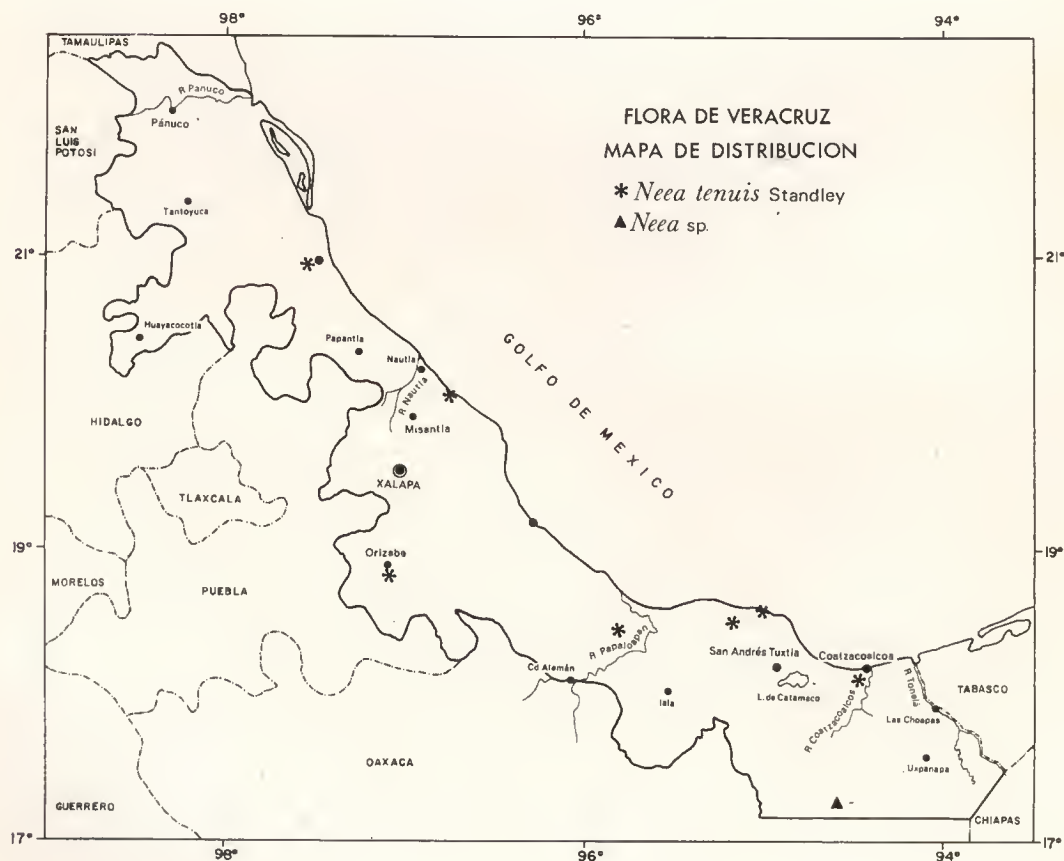 98°
96°
94°
TAMAULIPAS
R Panuco
Pánuco
SAN
LUIS
POTOSI
FLORA DE VERACRUZ
MAPA DE DISTRIBUCION
* Neea tenuis Standley
▲ Neea sp.
Tantoyuca
21°
21°
Huayacocotla
Papantla
Nautla
R Nautla
GOLFO DE MEXICO
HIDALGO
Misantla
XALAPA
TLAXCALA
19°
19°
Orizaba
MORELOS
PUEBLA
R. Papaloapan
San Andrés Tuxtla
Coatzacoalcos
Cd Alemán
L. de Catamaco
R Tonalá
TABASCO
Isla
R Coatzacoalcos
Las Choapas
OAXACA
Uxpanapa
GUERRERO
CHIAPAS
17°
17°
98°
96°
94°